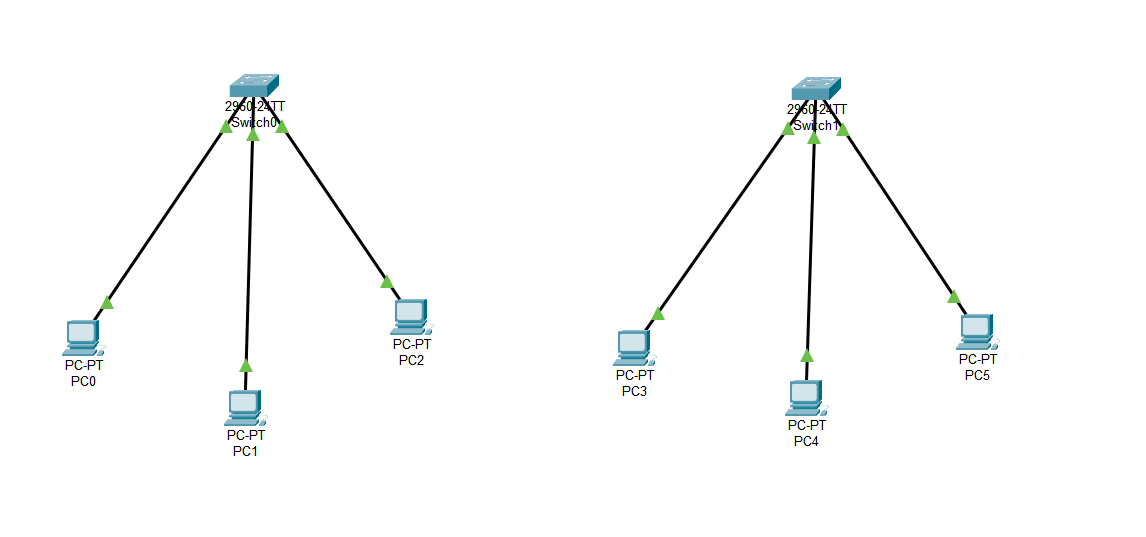 2960-24TT
Switch0
2960-24TT
Switch1
PC-PT
PC0
PC-PT
PC1
PC-PT
PC2
PC-PT
PC3
PC-PT
PC4
PC-PT
PC5